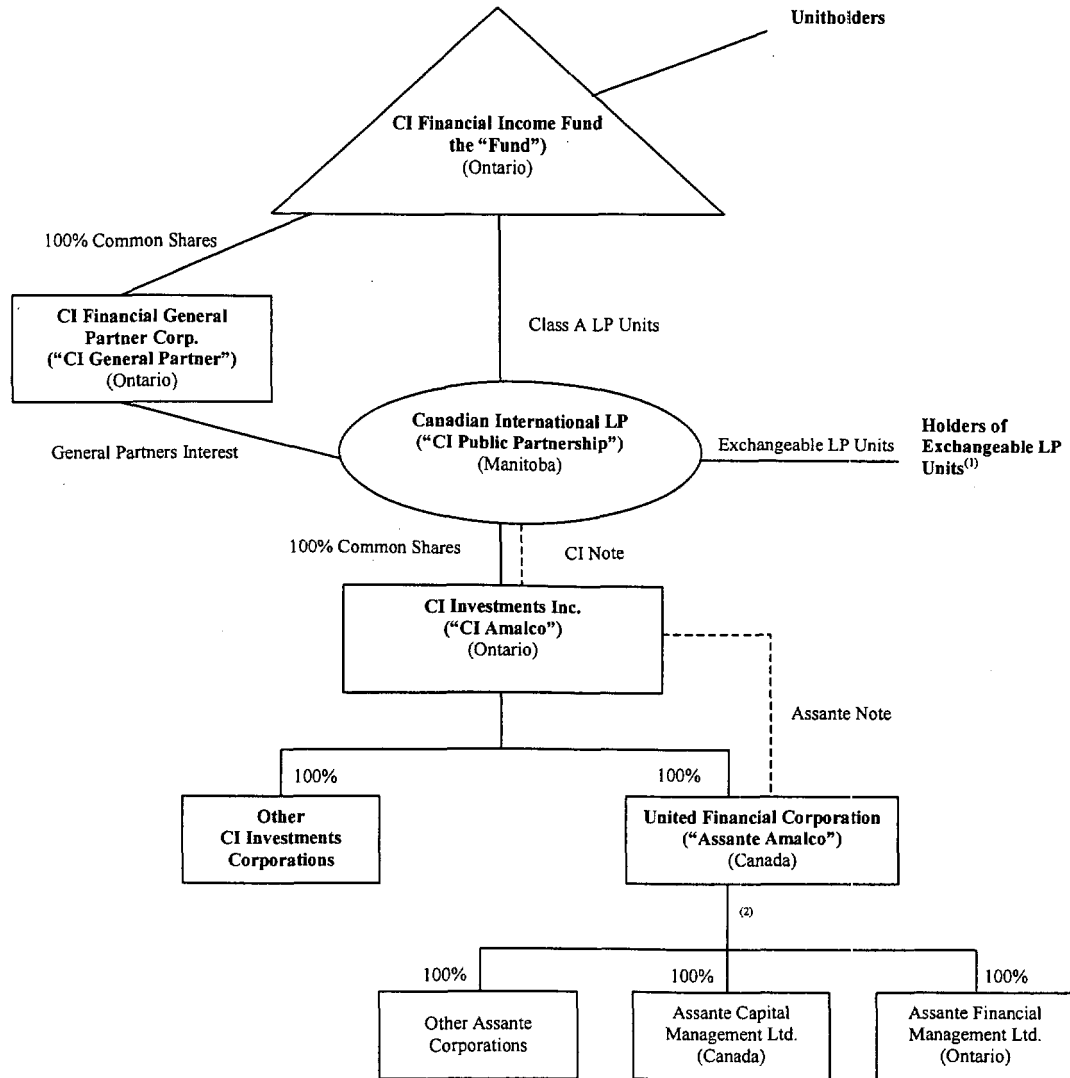 Unitholders
CI Financial Income Fund
the “Fund”)
(Ontario)
100% Common Shares
CI Financial General
Partner Corp.
(“CI General Partner”)
(Ontario)
Class A LP Units
General Partners Interest
Canadian International LP
(“CI Public Partnership”)
(Manitoba)
Exchangeable LP Units
Holders of
Exchangeable LP
Units(1)
100% Common Shares
CI Note
CI Investments Inc.
(“CI Amalco”)
(Ontario)
Assante Note
100%
100%
Other
CI Investments
Corporations
United Financial Corporation
(“Assante Amalco”)
(Canada)
(2)
100%
100%
100%
Other Assante
Corporations
Assante Capital
Management Ltd.
(Canada)
Assante Financial
Management Ltd.
(Ontario)